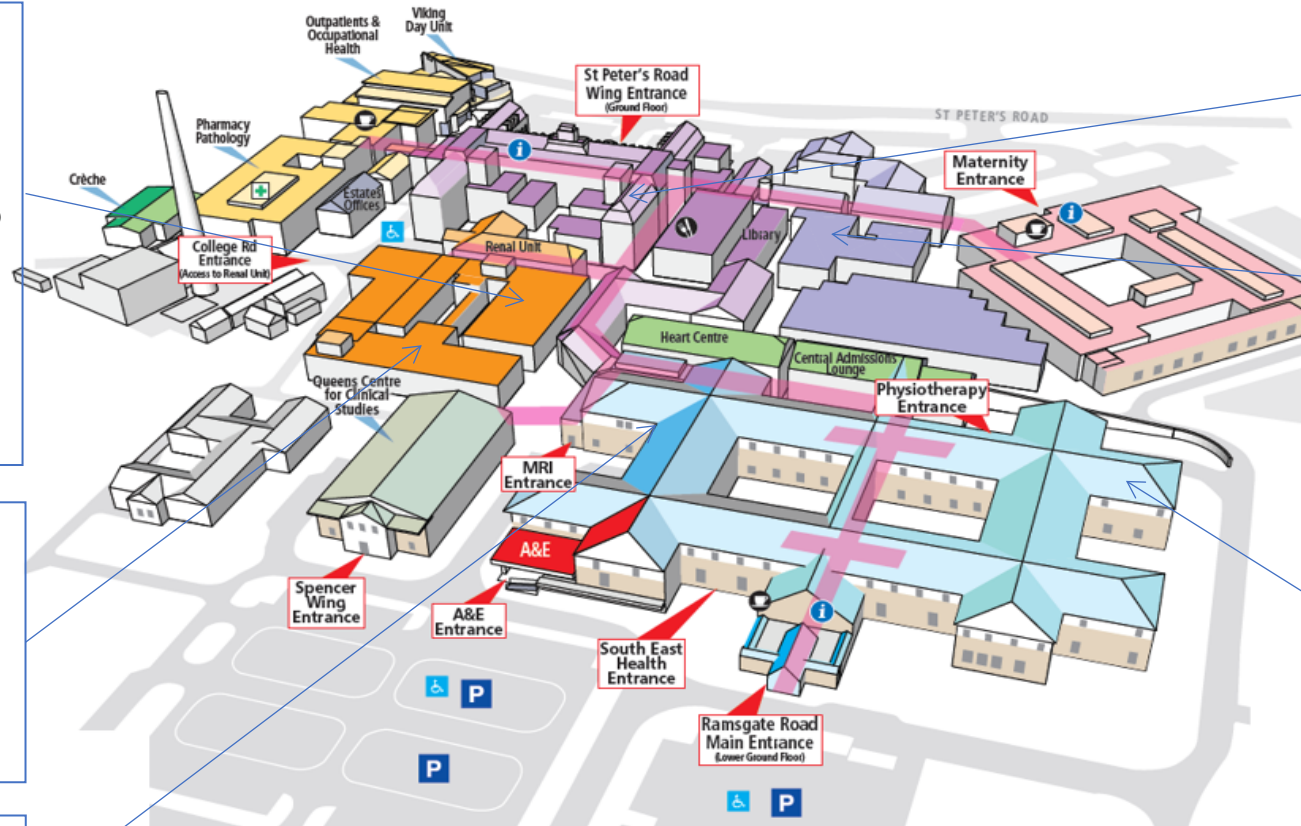 Viking
Day Unit
Outpatients &
Occupational
Health
St Peter's Road
Wing Entrance
(Ground Floor)
ST PETER'S ROAD
Pharmacy
Pathology
Maternity
Entrance
Crèche
Estates
Offices
College Rd
Entrance
(Access to Renal Unit)
Renal Unit
Library
Heart Centre
Central Admissions
Lounge
Queens Centre
for Clinical
Studies
Physiotherapy
Entrance
MRI
Entrance
A&E
Spencer
Wing
Entrance
A&E
Entrance
South East
Health
Entrance
Ramsgate Road
Main Entrance
(Lower Ground Floor)
i
i
i
P
P
P